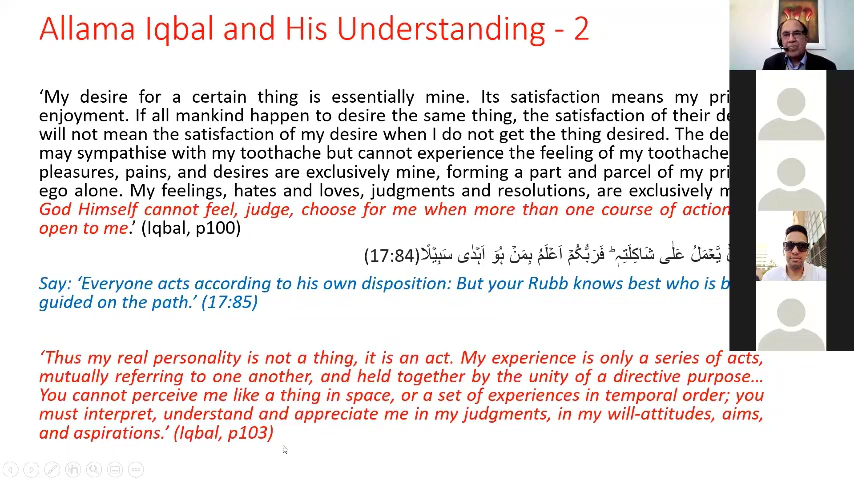 Allama Iqbal and His Understanding - 2
‘My desire for a certain thing is essentially mine. Its satisfaction means my pri
enjoyment. If all mankind happen to desire the same thing, the satisfaction of their de
will not mean the satisfaction of my desire when I do not get the thing desired. The de
may sympathise with my toothache but cannot experience the feeling of my toothache
pleasures, pains, and desires are exclusively mine, forming a part and parcel of my pri
ego alone. My feelings, hates and loves, judgments and resolutions, are exclusively m
God Himself cannot feel, judge, choose for me when more than one course of action
open to me.’ (Iqbal, p100)
یَّعۡمَلُ عَلٰی شَاکِلَتِہٖ ؕ فَرَبُّکُمۡ اَعۡلَمُ بِمَنۡ ہُوَ اَہۡدٰی سَبِیۡلًا (17:84)
Say: ‘Everyone acts according to his own disposition: But your Rubb knows best who is b
guided on the path.’ (17:85)
‘Thus my real personality is not a thing, it is an act. My experience is only a series of acts,
mutually referring to one another, and held together by the unity of a directive purpose…
You cannot perceive me like a thing in space, or a set of experiences in temporal order; you
must interpret, understand and appreciate me in my judgments, in my will-attitudes, aims,
and aspirations.’ (Iqbal, p103)